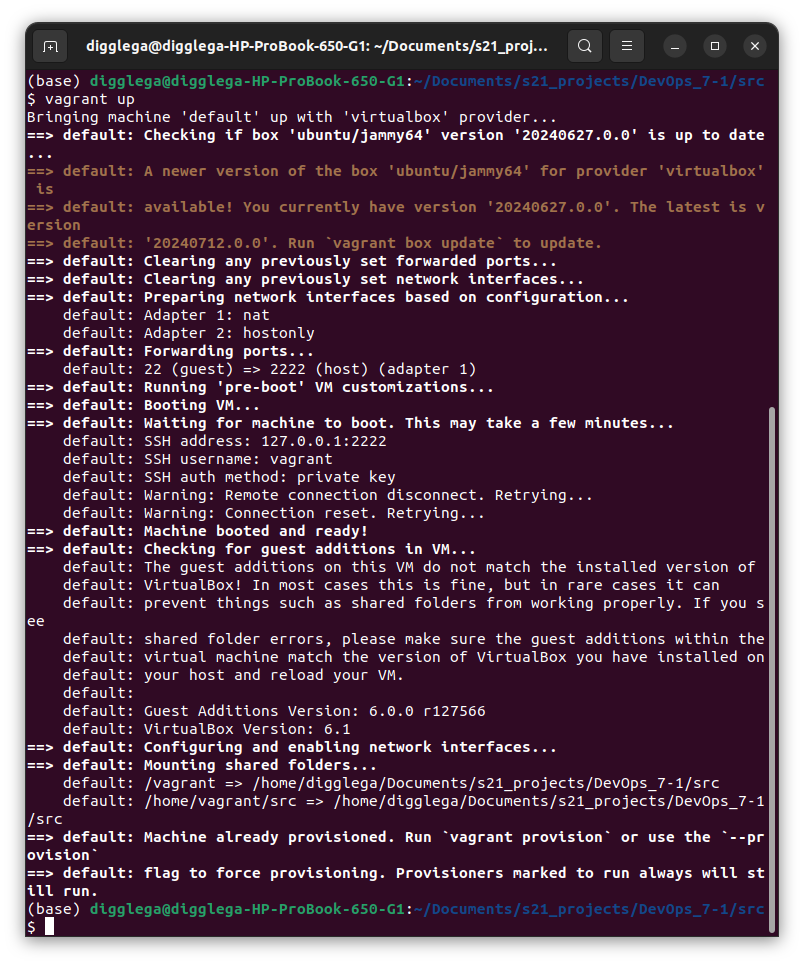 digglega@digglega-HP-ProBook-650-G1: ~/Documents/s21_proj...
(base) digglega@digglega-HP-ProBook-650-G1:~/Documents/s21_projects/DevOps_7-1/src
$ vagrant up
Bringing machine 'default' up with 'virtualbox' provider...
==> default: Checking if box 'ubuntu/jammy64' version '20240627.0.0' is up to date
...
==> default: A newer version of the box 'ubuntu/jammy64' for provider 'virtualbox'
 is
==> default: available! You currently have version '20240627.0.0'. The latest is v
ersion
==> default: '20240712.0.0'. Run `vagrant box update` to update.
==> default: Clearing any previously set forwarded ports...
==> default: Clearing any previously set network interfaces...
==> default: Preparing network interfaces based on configuration...
    default: Adapter 1: nat
    default: Adapter 2: hostonly
==> default: Forwarding ports...
    default: 22 (guest) => 2222 (host) (adapter 1)
==> default: Running 'pre-boot' VM customizations...
==> default: Booting VM...
==> default: Waiting for machine to boot. This may take a few minutes...
    default: SSH address: 127.0.0.1:2222
    default: SSH username: vagrant
    default: SSH auth method: private key
    default: Warning: Remote connection disconnect. Retrying...
    default: Warning: Connection reset. Retrying...
==> default: Machine booted and ready!
==> default: Checking for guest additions in VM...
    default: The guest additions on this VM do not match the installed version of
    default: VirtualBox! In most cases this is fine, but in rare cases it can
    default: prevent things such as shared folders from working properly. If you s
ee
    default: shared folder errors, please make sure the guest additions within the
    default: virtual machine match the version of VirtualBox you have installed on
    default: your host and reload your VM.
    default:
    default: Guest Additions Version: 6.0.0 r127566
    default: VirtualBox Version: 6.1
==> default: Configuring and enabling network interfaces...
==> default: Mounting shared folders...
    default: /vagrant => /home/digglega/Documents/s21_projects/DevOps_7-1/src
    default: /home/vagrant/src => /home/digglega/Documents/s21_projects/DevOps_7-1
/src
==> default: Machine already provisioned. Run `vagrant provision` or use the `--pr
ovision`
==> default: flag to force provisioning. Provisioners marked to run always will st
ill run.
(base) digglega@digglega-HP-ProBook-650-G1:~/Documents/s21_projects/DevOps_7-1/src
$